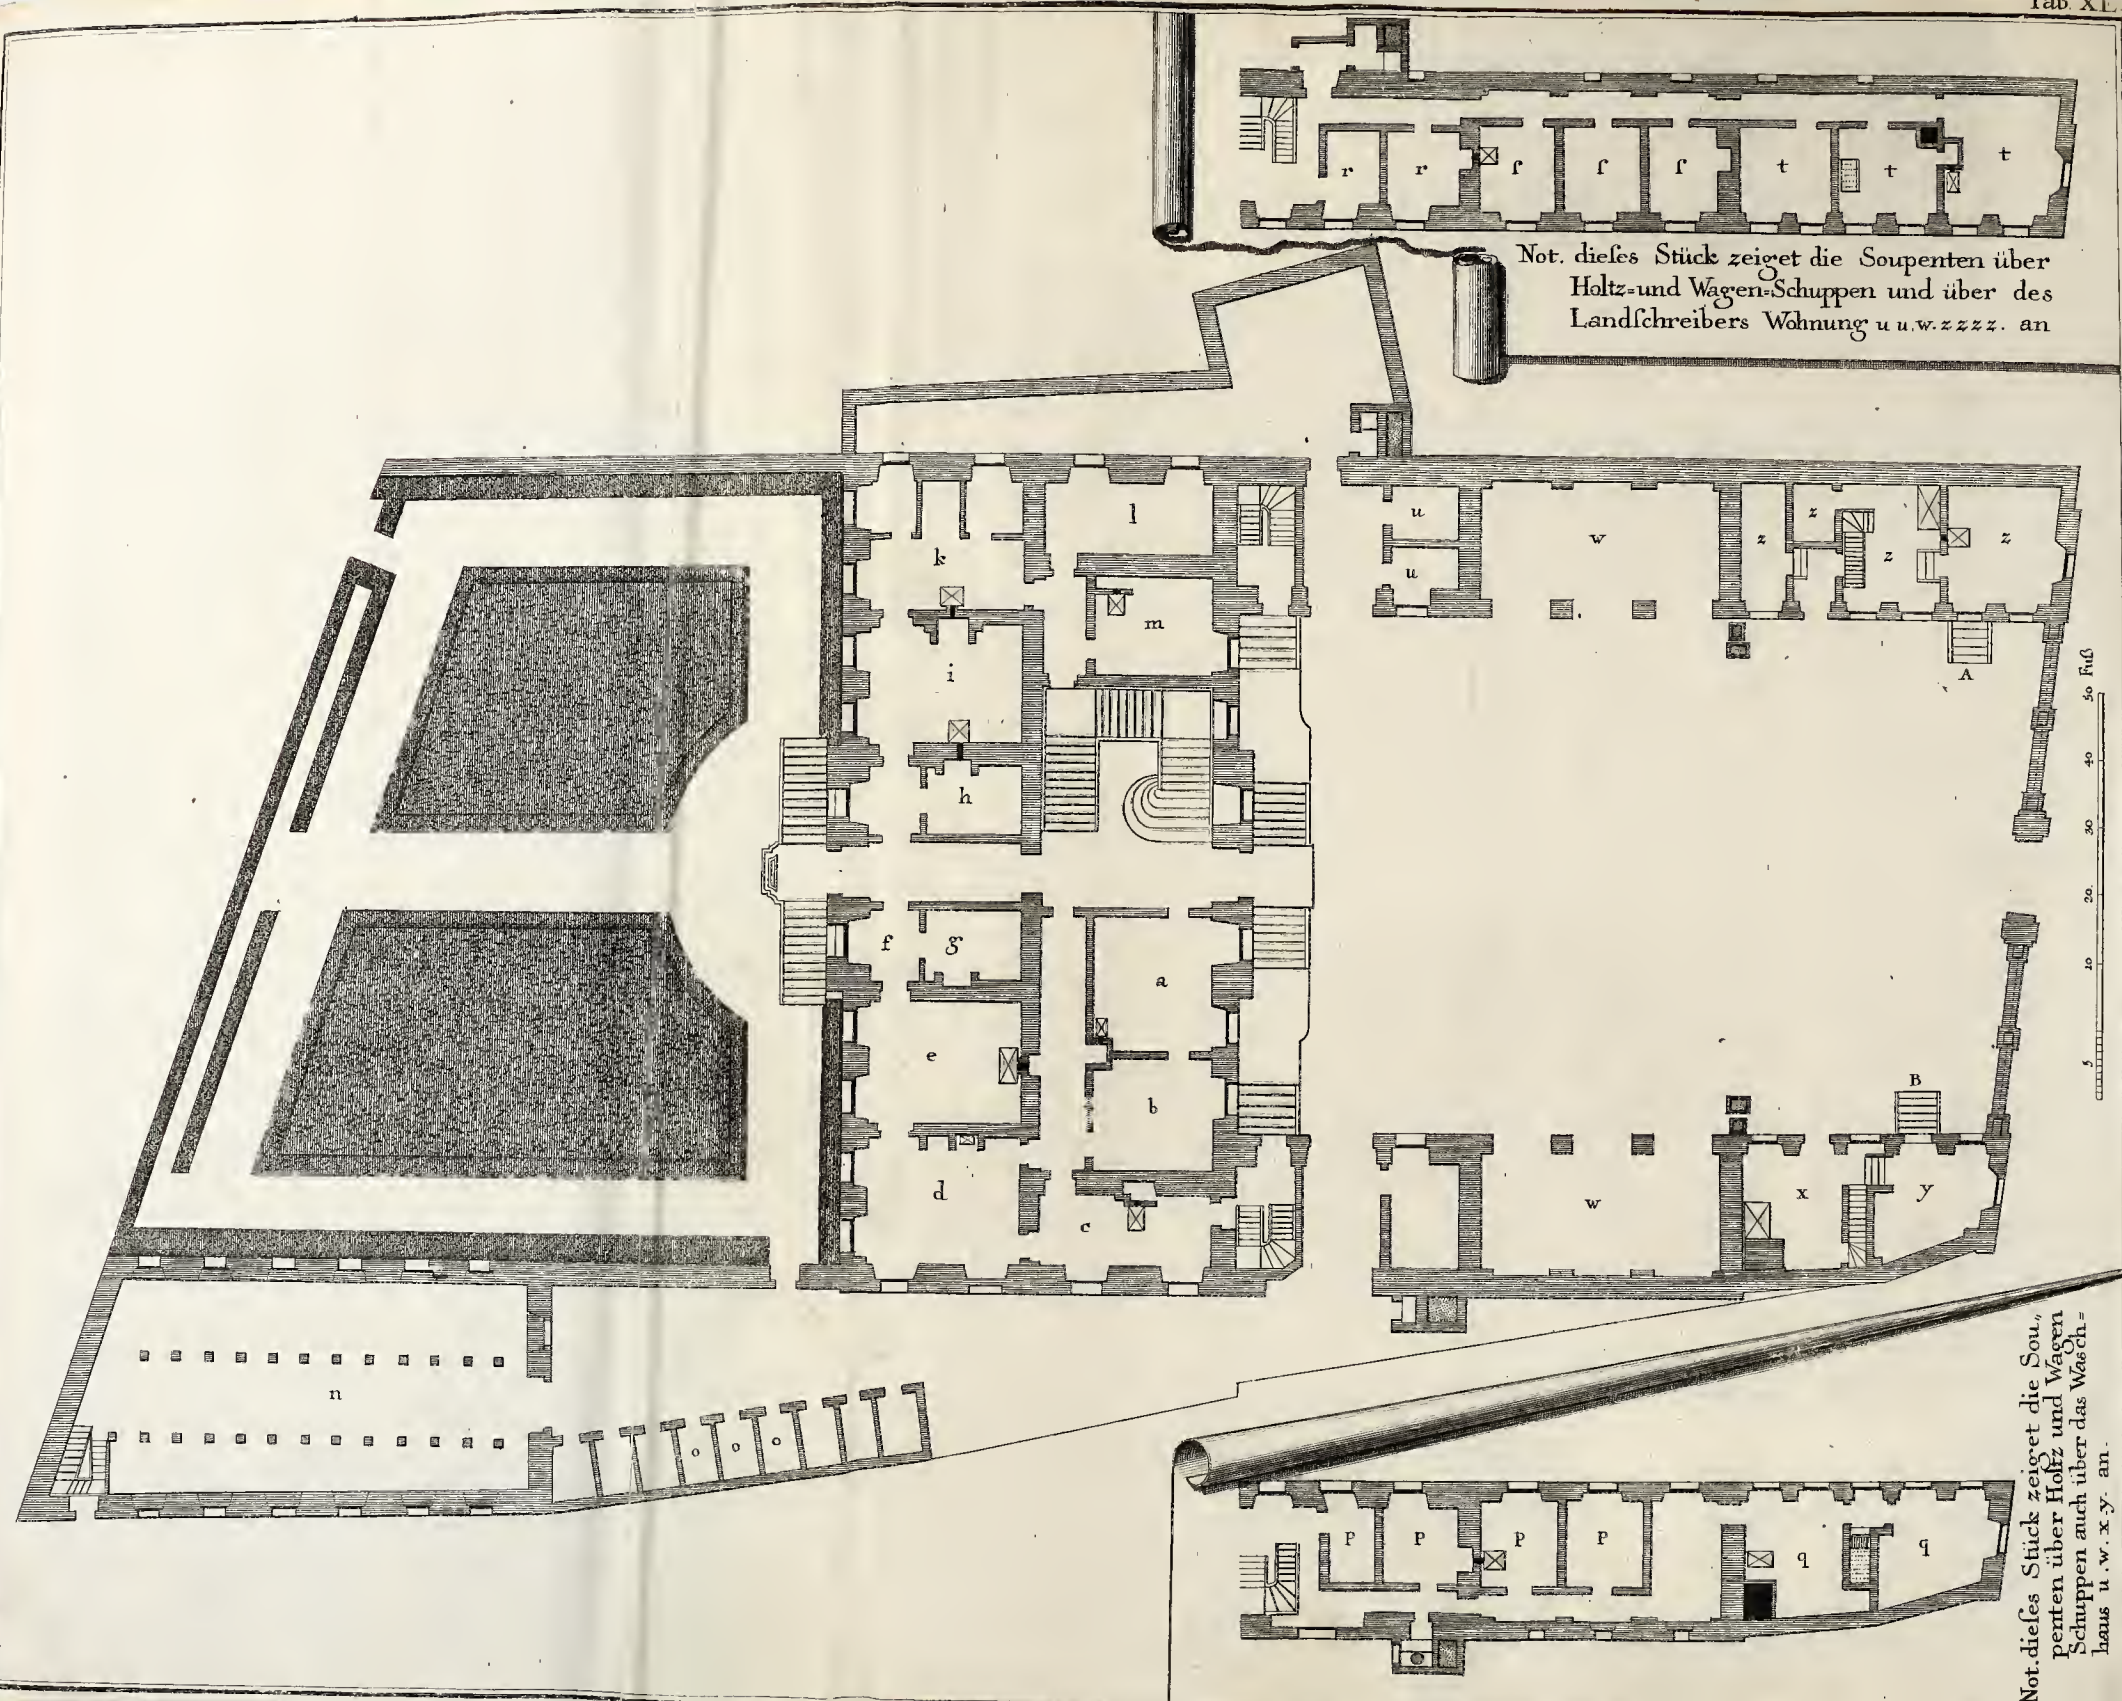 Tab. XL
r r ſ ſ ſ t t t
Not. dieſes Stück zeiget die Soupenten über
Holtz=und Wagen=Schuppen und über des
Landſchreibers Wohnung u u.w.zzzz. an
l
u
w
z
z
z
z
k
u
m
i
A
h
50 Fuß
40
30
20.
10
5
f
g
a
e
b
B
d
c
w
x
y
n
o o o
p p p p q q
Not. dieſes Stück zeiget die Sou„
penten über Holtz und Wagen
Schuppen auch über das Wasch=
haus u.w.x.y. an.